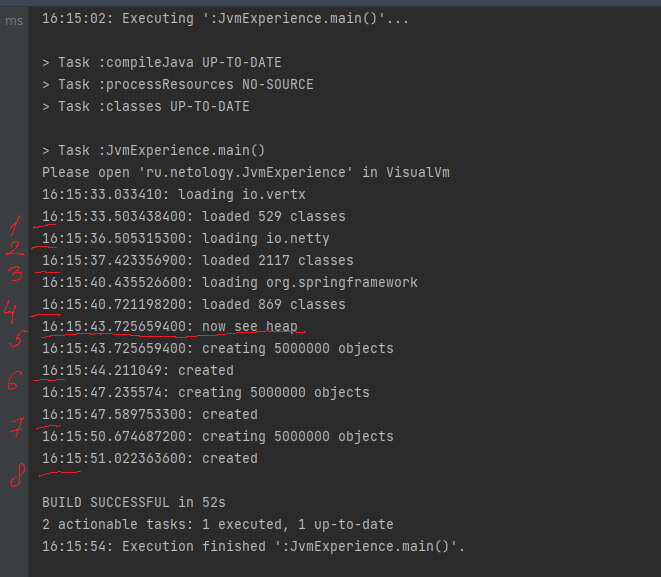 ms
16:15:02: Executing ':JvmExperience.main()'...
> Task :compileJava UP-TO-DATE
> Task :processResources NO-SOURCE
> Task :classes UP-TO-DATE
> Task :JvmExperience.main()
Please open 'ru.netology.JvmExperience' in VisualVm
16:15:33.033410: loading io.vertx
1 16:15:33.503438400: loaded 529 classes
2 16:15:36.505315300: loading io.netty
3 16:15:37.423356900: loaded 2117 classes
16:15:40.435526600: loading org.springframework
4 16:15:40.721198200: loaded 869 classes
5 16:15:43.725659400: now see heap
16:15:43.725659400: creating 5000000 objects
6 16:15:44.211049: created
16:15:47.235574: creating 5000000 objects
7 16:15:47.589753300: created
16:15:50.674687200: creating 5000000 objects
8 16:15:51.022363600: created
BUILD SUCCESSFUL in 52s
2 actionable tasks: 1 executed, 1 up-to-date
16:15:54: Execution finished ':JvmExperience.main()'.